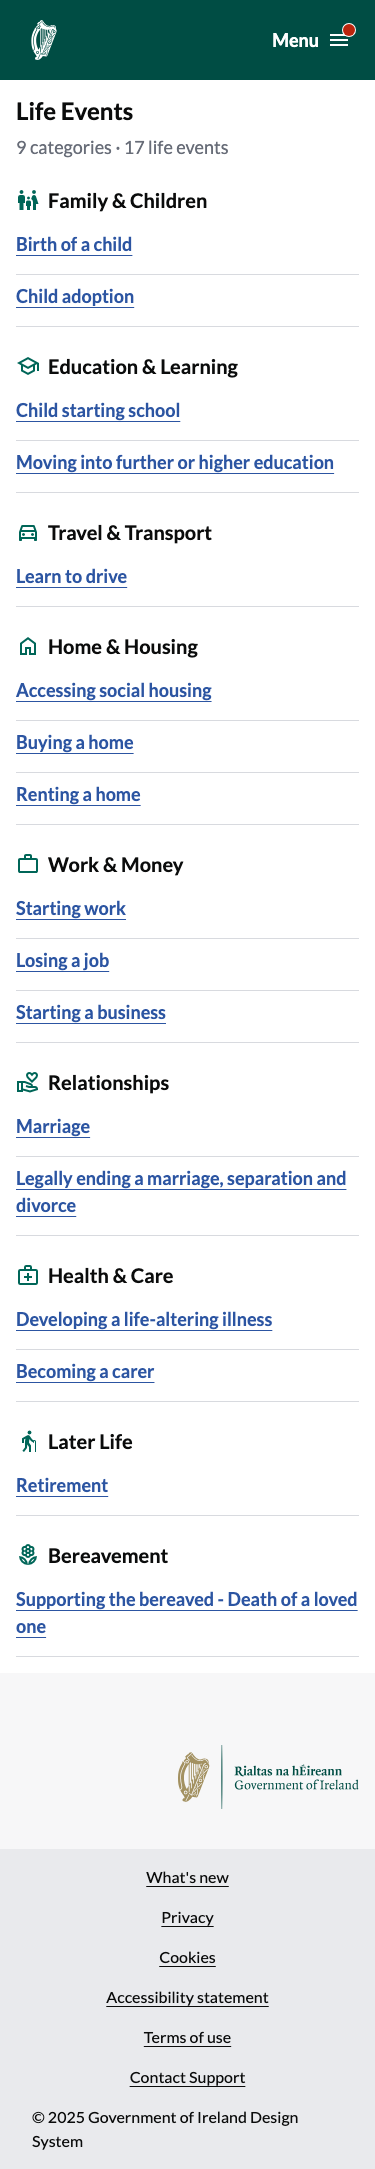 Menu
Life Events
9 categories · 17 life events
Family & Children
Birth of a child
Child adoption
Education & Learning
Child starting school
Moving into further or higher education
Travel & Transport
Learn to drive
Home & Housing
Accessing social housing
Buying a home
Renting a home
Work & Money
Starting work
Losing a job
Starting a business
Relationships
Marriage
Legally ending a marriage, separation and
divorce
Health & Care
Developing a life-altering illness
Becoming a carer
Later Life
Retirement
Bereavement
Supporting the bereaved - Death of a loved
one
Rialtas na hÉireann
Government of Ireland
What's new
Privacy
Cookies
Accessibility statement
Terms of use
Contact Support
© 2025 Government of Ireland Design
System